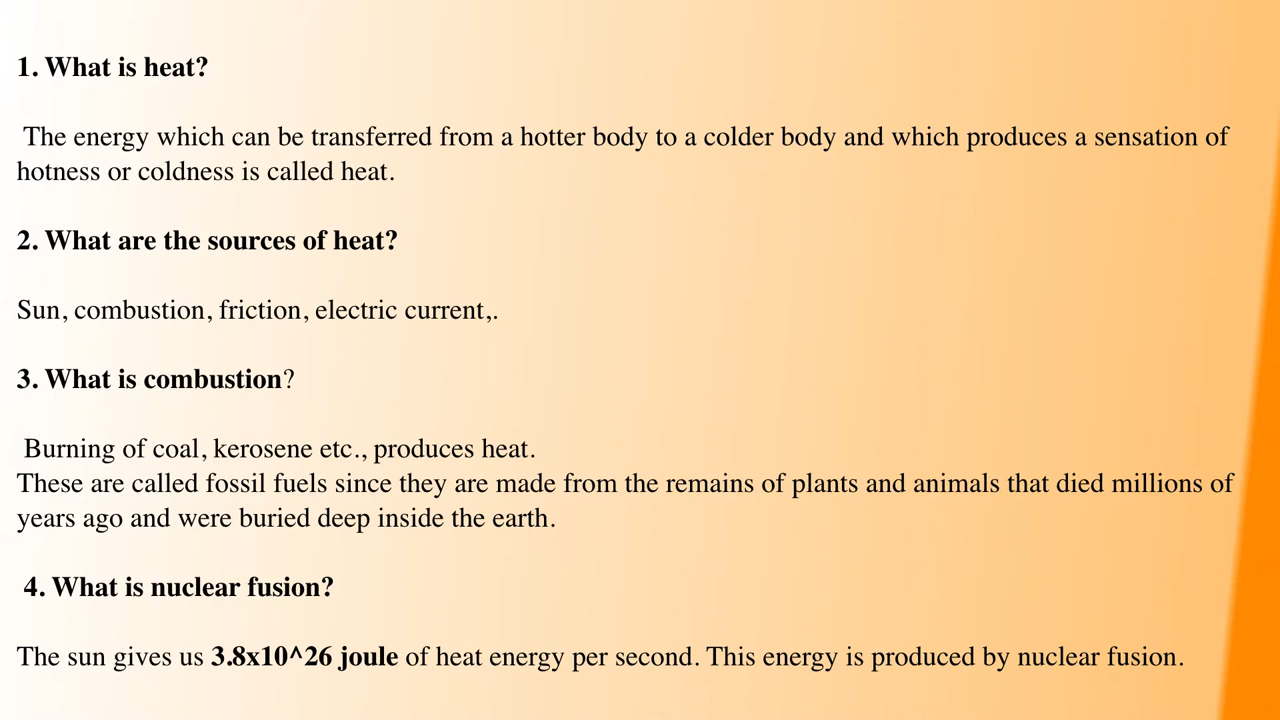 1. What is heat?
The energy which can be transferred from a hotter body to a colder body and which produces a sensation of
hotness or coldness is called heat.
2. What are the sources of heat?
Sun, combustion, friction, electric current,.
3. What is combustion?
Burning of coal, kerosene etc., produces heat.
These are called fossil fuels since they are made from the remains of plants and animals that died millions of
years ago and were buried deep inside the earth.
4. What is nuclear fusion?
The sun gives us 3.8x10^26 joule of heat energy per second. This energy is produced by nuclear fusion.